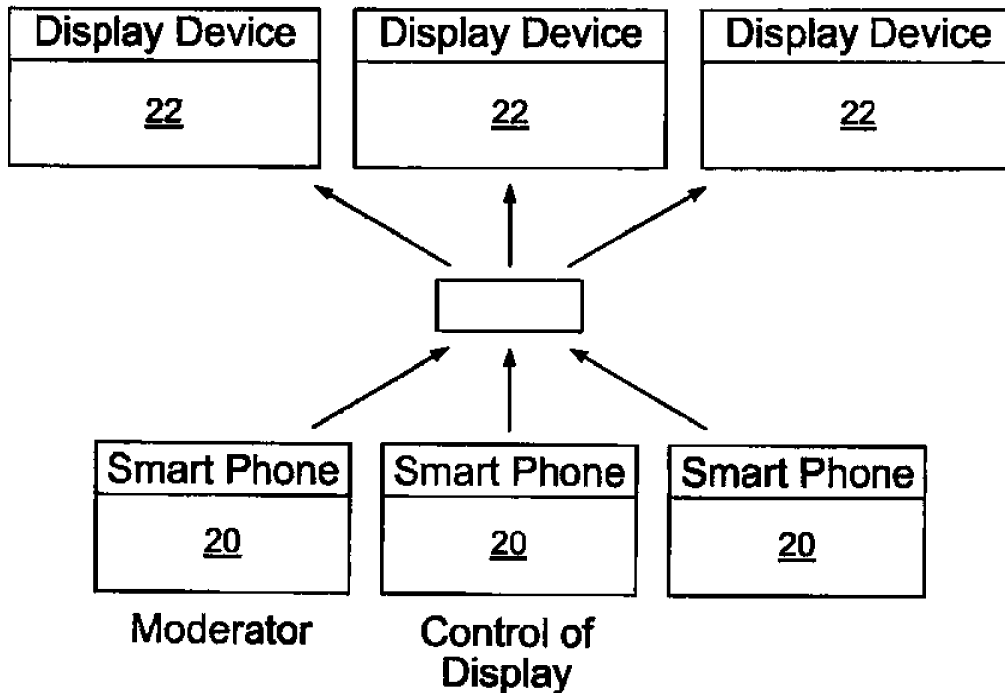 Display Device
Display Device
Display Device
22
22
22
Smart Phone
Smart Phone
Smart Phone
20
20
20
Moderator
Control of
Display